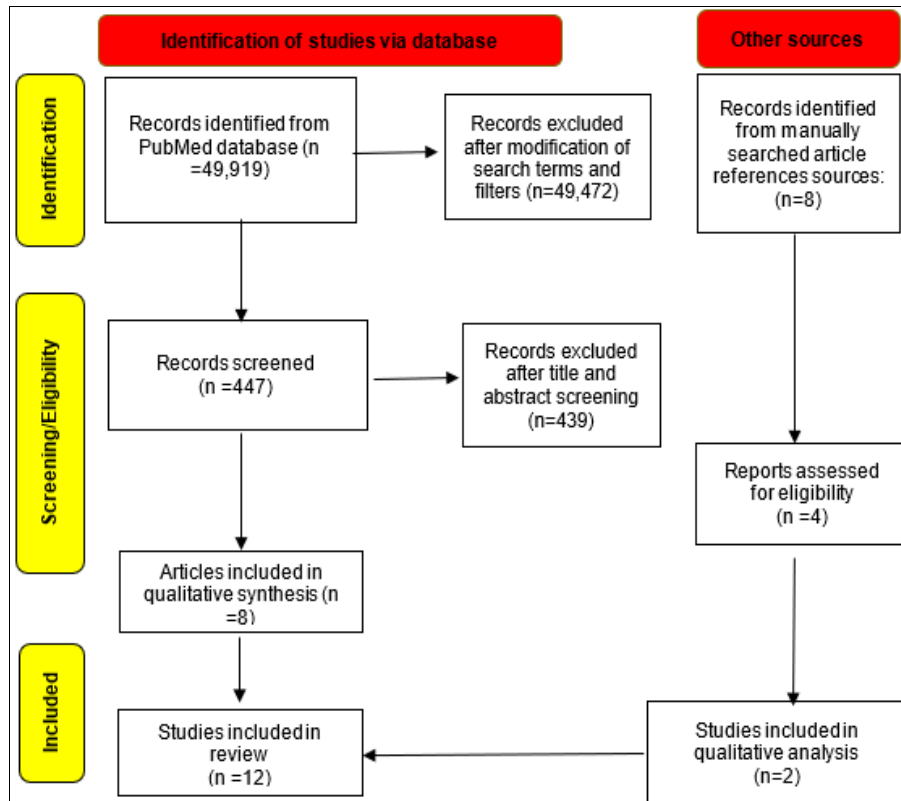 Identification of studies via database
Other sources
Identification
Records identified from
PubMed database (n
=49,919)
Records excluded
after modification of
search terms and
filters (n=49,472)
Records identified
from manually
searched article
references sources:
(n=8)
Screening/Eligibility
Records screened
(n =447)
Records excluded
after title and
abstract screening
(n=439)
Reports assessed
for eligibility
(n =4)
Articles included in
qualitative synthesis (n
=8)
Included
Studies included in
review
(n =12)
Studies included in
qualitative analysis
(n=2)